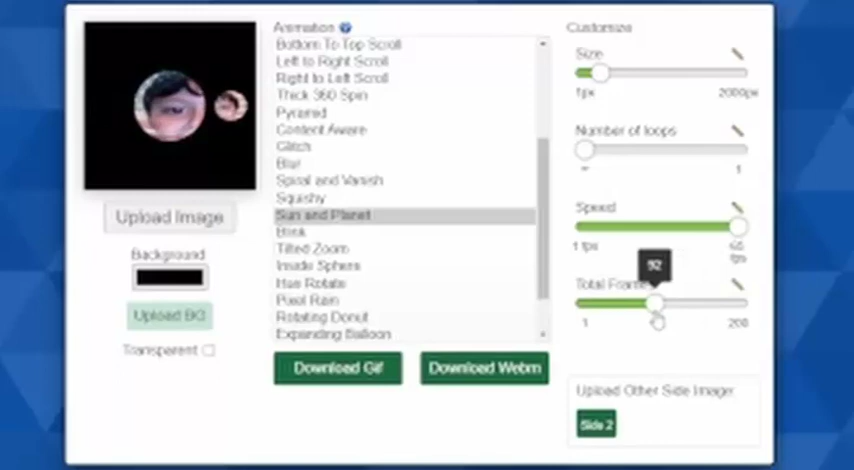 Animation
Bottom To Top Scroll
Left to Right Scroll
Right to Left Scroll
Thick 360 Spin
Pyramid
Content Aware
Glitch
Blur
Spiral and Vanish
Squishy
Sun and Planet
Blink
Tilted Zoom
Inside Sphere
Hue Rotate
Pixel Rain
Rotating Donut
Expanding Balloon
Download Gif
Download Webm
Upload Image
Background
Upload BG
Transparent
Customize
Size
1px
2000px
Number of loops
1
Speed
1 fps
65
fps
92
Total Frame
1
200
Upload Other Side Image:
Side 2